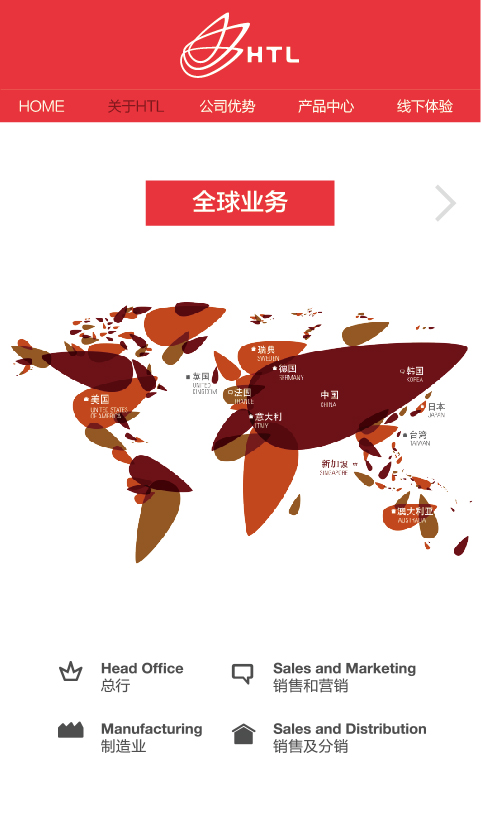 HTL
HOME 关于HTL 公司优势 产品中心 线下体验
全球业务
瑞典
SWEDEN
德国
GERMANY
韩国
KOREA
英国
UNITED
KINGDOM
法国
FRANCE
中国
CHINA
美国
UNITED STATES
OF AMERICA
日本
JAPAN
意大利
ITALY
台湾
TAIWAN
新加坡
SINGAPORE
澳大利亚
AUSTRALIA
Head Office
总行
Sales and Marketing
销售和营销
Manufacturing
制造业
Sales and Distribution
销售及分销